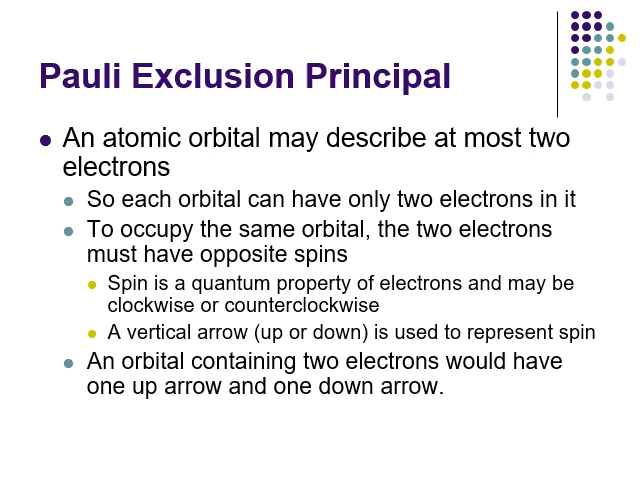 Pauli Exclusion Principal
An atomic orbital may describe at most two
electrons
So each orbital can have only two electrons in it
To occupy the same orbital, the two electrons
must have opposite spins
Spin is a quantum property of electrons and may be
clockwise or counterclockwise
A vertical arrow (up or down) is used to represent spin
An orbital containing two electrons would have
one up arrow and one down arrow.